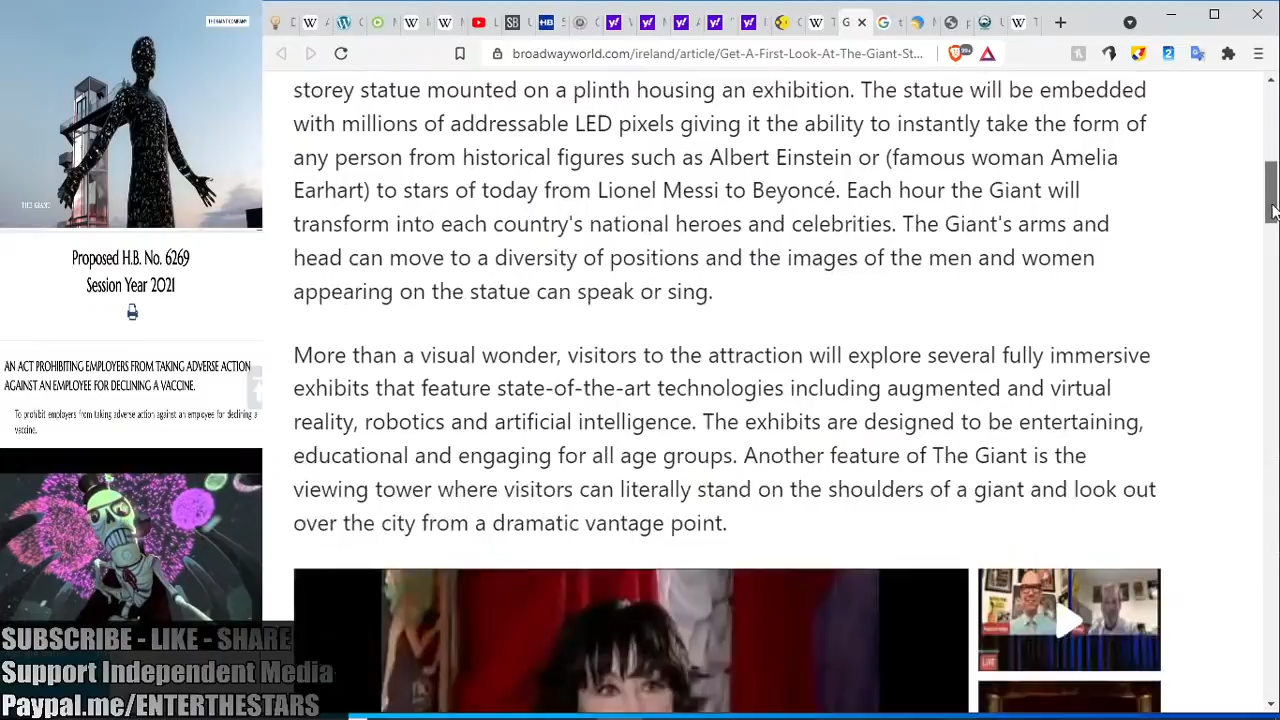 THE GIANT COMPANY
THE GIANT
Proposed H.B. No. 6269
Session Year 2021
AN ACT PROHIBITING EMPLOYERS FROM TAKING ADVERSE ACTION
AGAINST AN EMPLOYEE FOR DECLINING A VACCINE.
To prohibit employers from taking adverse action against an employee for declining a
vaccine.
SUBSCRIBE - LIKE - SHARE
Support Independent Media
Paypal.me/ENTERTHESTARS
broadwayworld.com/ireland/article/Get-A-First-Look-At-The-Giant-St...
storey statue mounted on a plinth housing an exhibition. The statue will be embedded
with millions of addressable LED pixels giving it the ability to instantly take the form of
any person from historical figures such as Albert Einstein or (famous woman Amelia
Earhart) to stars of today from Lionel Messi to Beyoncé. Each hour the Giant will
transform into each country's national heroes and celebrities. The Giant's arms and
head can move to a diversity of positions and the images of the men and women
appearing on the statue can speak or sing.
More than a visual wonder, visitors to the attraction will explore several fully immersive
exhibits that feature state-of-the-art technologies including augmented and virtual
reality, robotics and artificial intelligence. The exhibits are designed to be entertaining,
educational and engaging for all age groups. Another feature of The Giant is the
viewing tower where visitors can literally stand on the shoulders of a giant and look out
over the city from a dramatic vantage point.